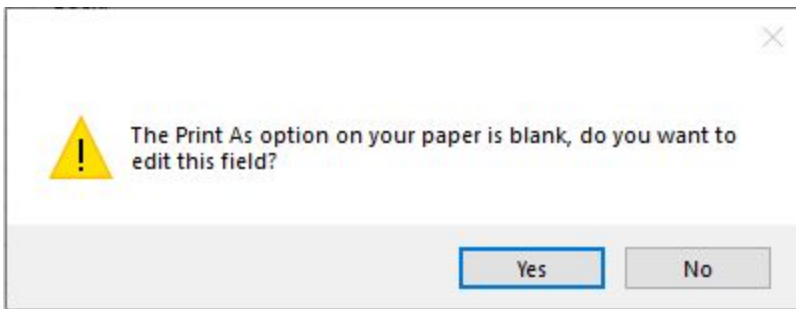 The Print As option on your paper is blank, do you want to
edit this field?
Yes
No